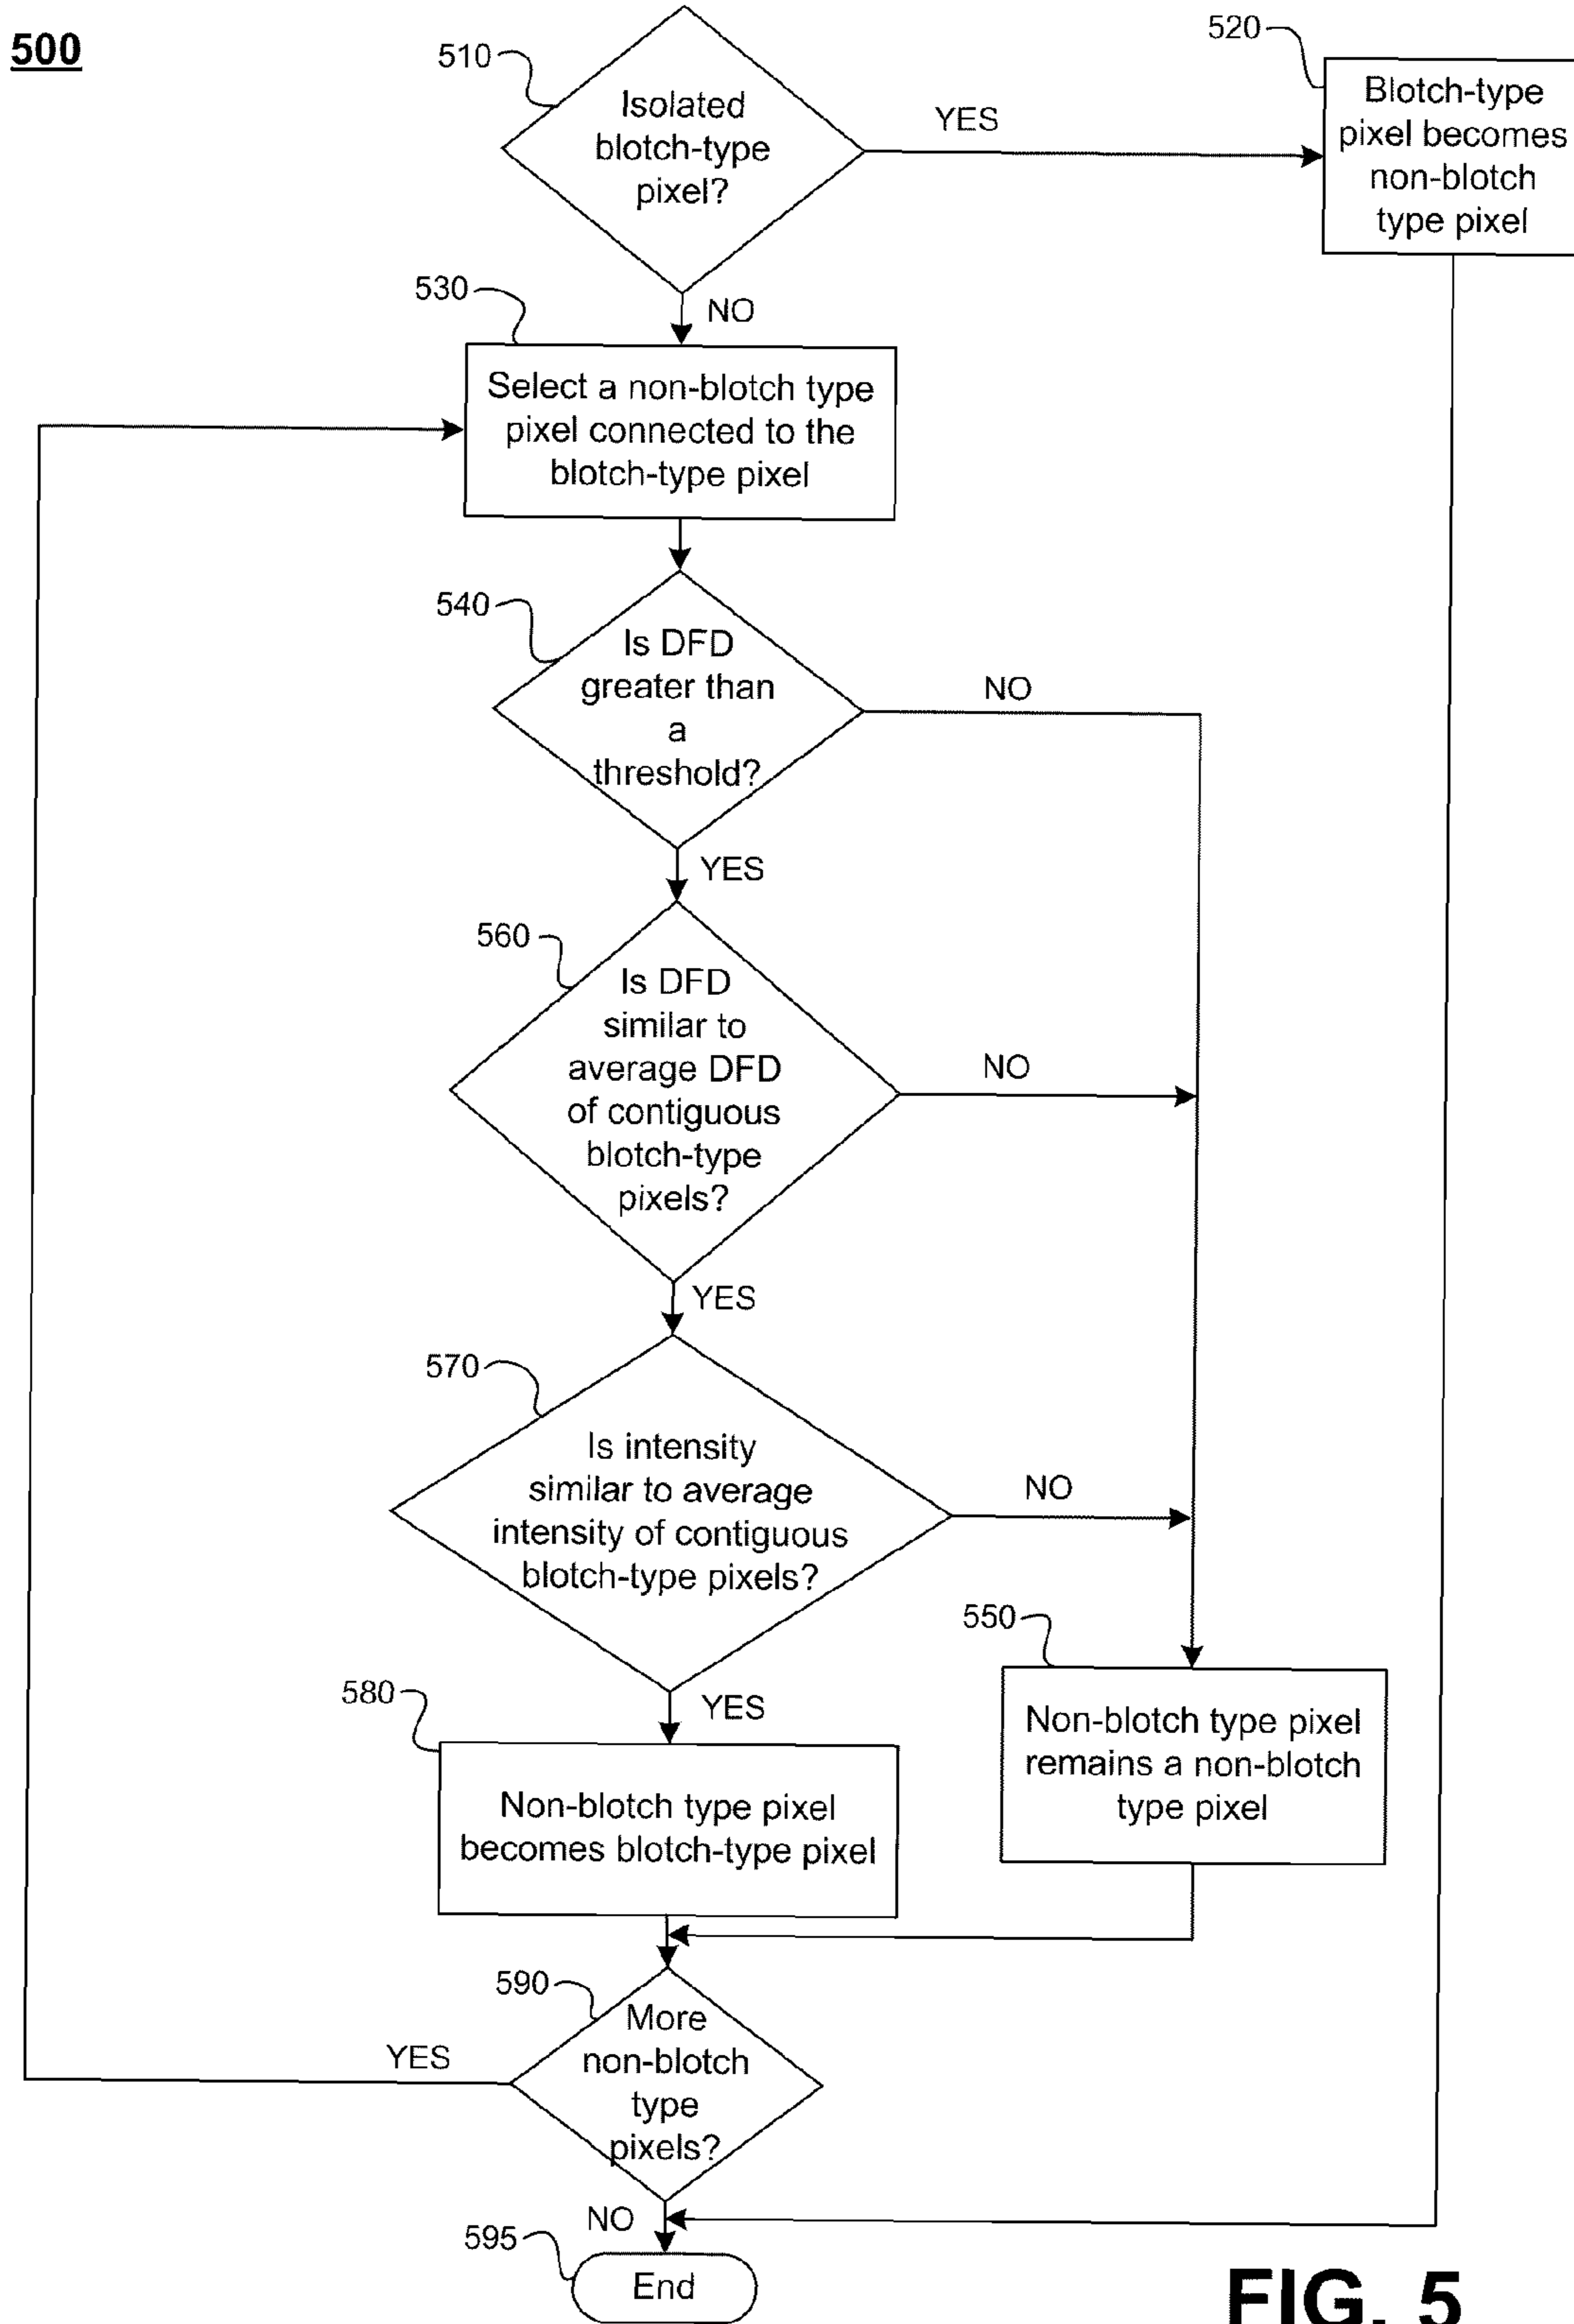 500
510
Isolated
blotch-type
pixel?
YES
520
Blotch-type
pixel becomes
non-blotch
type pixel
NO
530
Select a non-blotch type
pixel connected to the
blotch-type pixel
540
Is DFD
greater than
a
threshold?
NO
YES
560
Is DFD
similar to
average DFD
of contiguous
blotch-type
pixels?
NO
YES
570
Is intensity
similar to average
intensity of contiguous
blotch-type pixels?
NO
YES
550
Non-blotch type pixel
remains a non-blotch
type pixel
580
Non-blotch type pixel
becomes blotch-type pixel
590
More
non-blotch
type
pixels?
YES
NO
595
End
FIG. 5